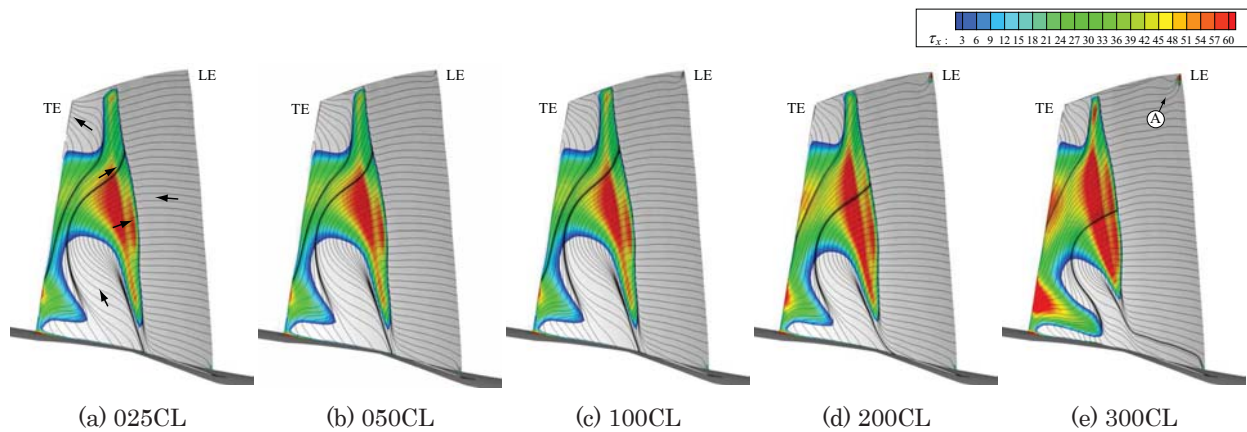 τx : 3 6 9 12 15 18 21 24 27 30 33 36 39 42 45 48 51 54 57 60
LE LE LE LE LE
TE TE TE TE TE
A
(a) 025CL (b) 050CL (c) 100CL (d) 200CL (e) 300CL